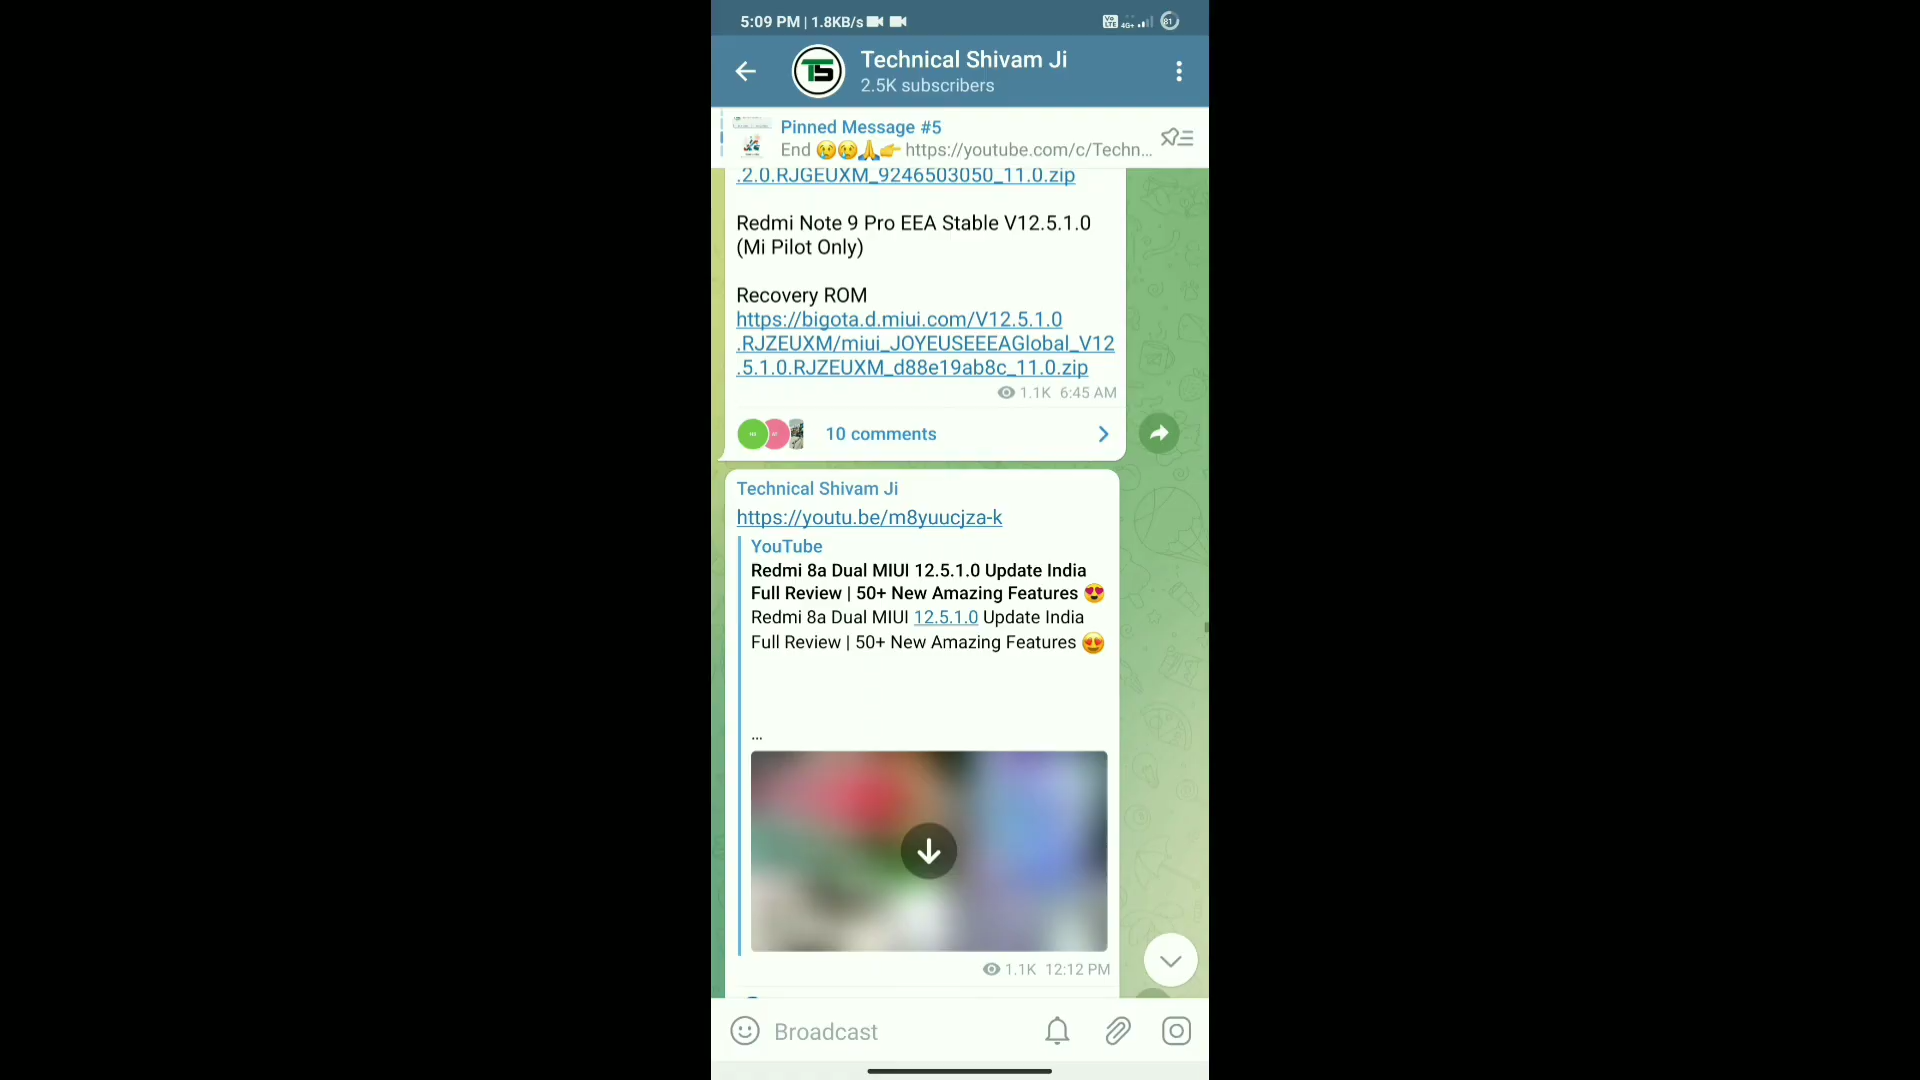 5:09 PM | 1.8KB/s
Vo LTE 4G+ 81
TS
Technical Shivam Ji
2.5K subscribers
Pinned Message #5
End 😢😢🙏👉 https://youtube.com/c/Techn...
.2.0.RJGEUXM_9246503050_11.0.zip
Redmi Note 9 Pro EEA Stable V12.5.1.0
(Mi Pilot Only)
Recovery ROM
https://bigota.d.miui.com/V12.5.1.0
.RJZEUXM/miui_JOYEUSEEEAGlobal_V12
.5.1.0.RJZEUXM_d88e19ab8c_11.0.zip
1.1K 6:45 AM
10 comments
Technical Shivam Ji
https://youtu.be/m8yuucjza-k
YouTube
Redmi 8a Dual MIUI 12.5.1.0 Update India
Full Review | 50+ New Amazing Features 😍
Redmi 8a Dual MIUI 12.5.1.0 Update India
Full Review | 50+ New Amazing Features 😍
...
1.1K 12:12 PM
Broadcast